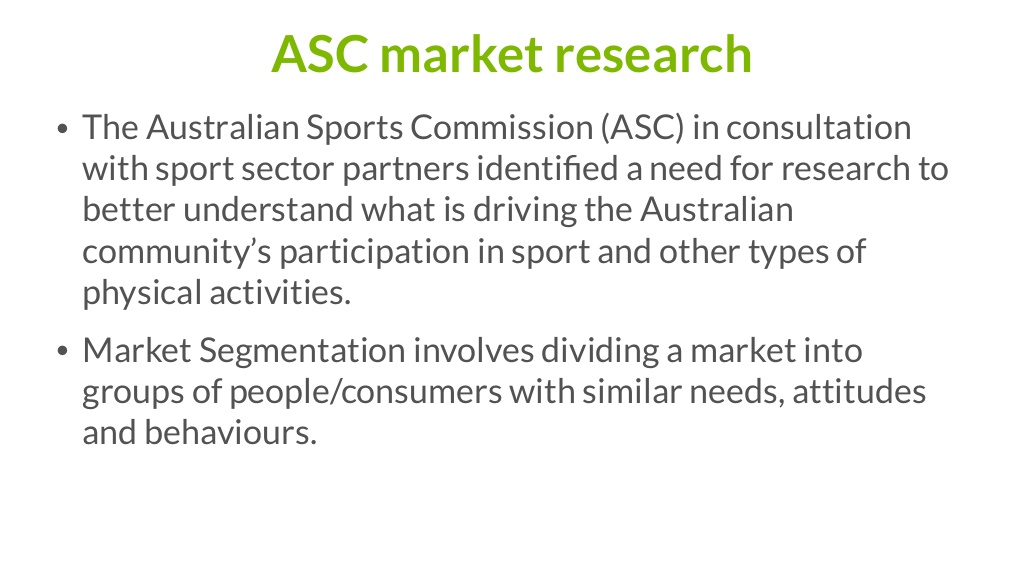 ASC market research
• The Australian Sports Commission (ASC) in consultation
with sport sector partners identified a need for research to
better understand what is driving the Australian
community’s participation in sport and other types of
physical activities.
• Market Segmentation involves dividing a market into
groups of people/consumers with similar needs, attitudes
and behaviours.